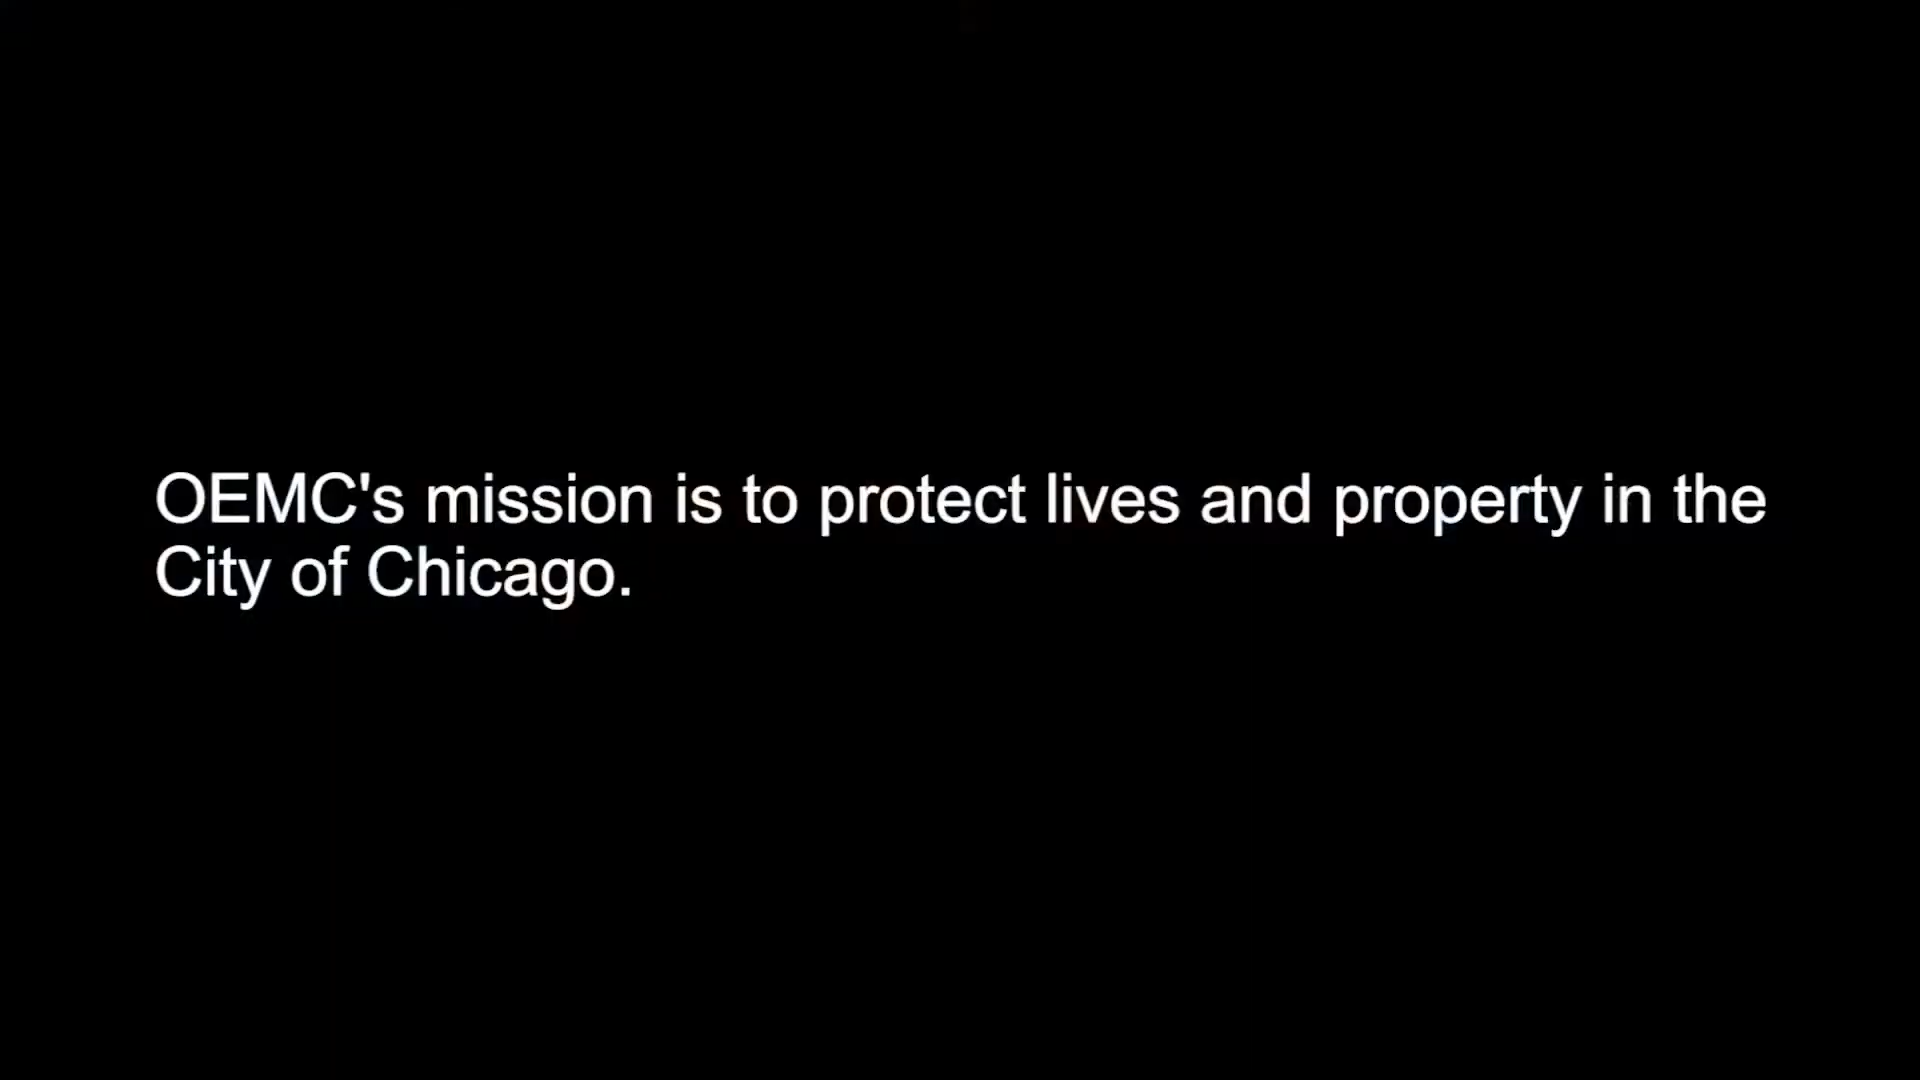 OEMC's mission is to protect lives and property in the
City of Chicago.